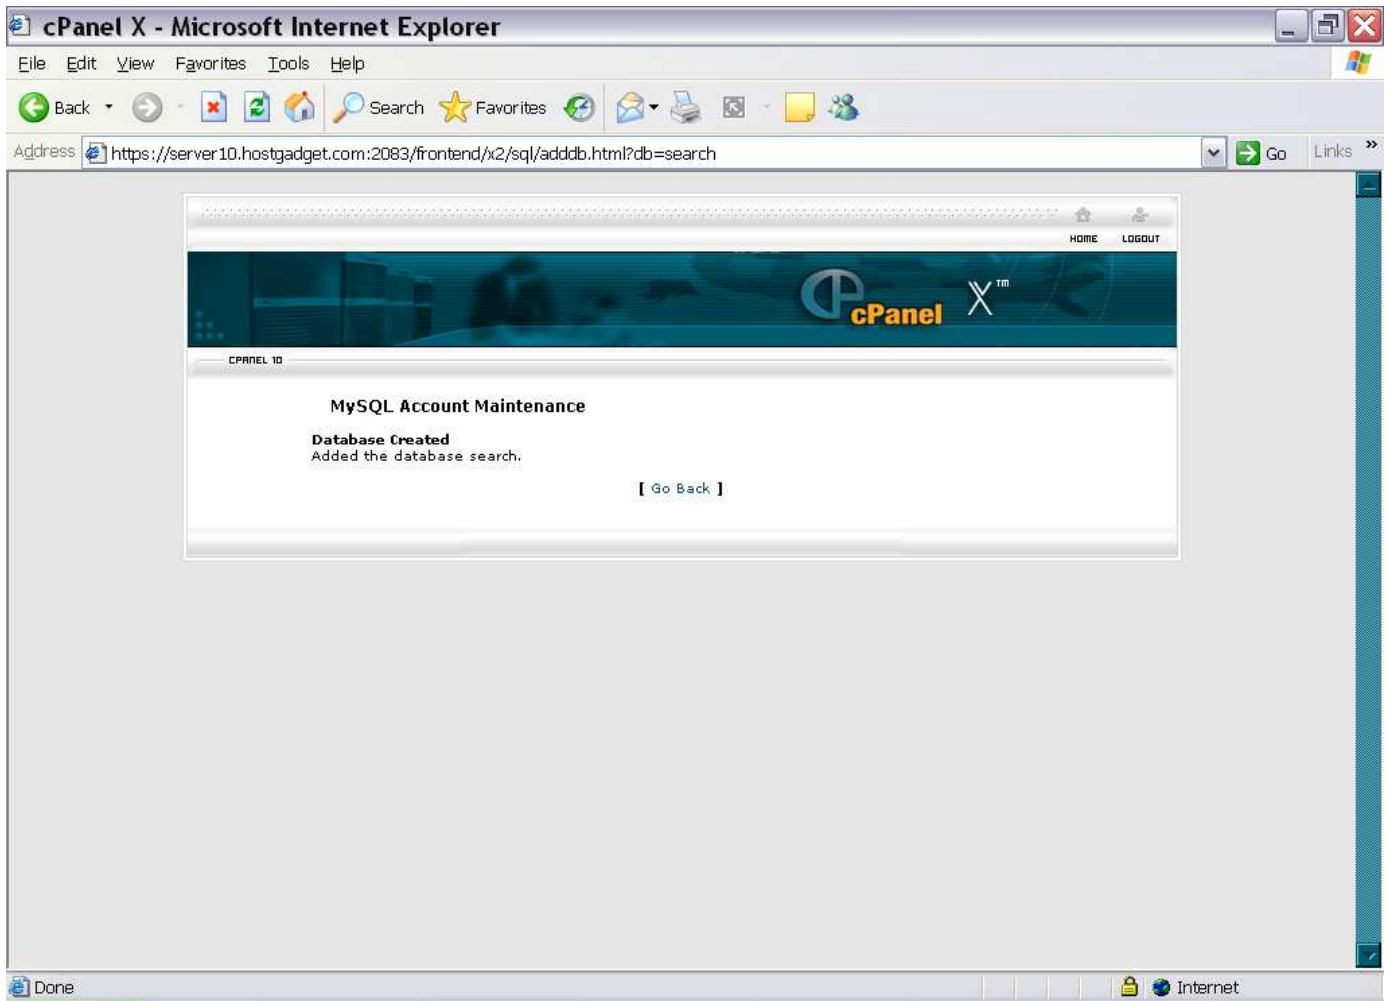 cPanel X - Microsoft Internet Explorer
File Edit View Favorites Tools Help
Back Search Favorites
Address https://server10.hostgadget.com:2083/frontend/x2/sql/adddb.html?db=search Go Links »
HOME LOGOUT
cPanel X™
CPANEL 10
MySQL Account Maintenance
Database Created
Added the database search.
[ Go Back ]
Done Internet